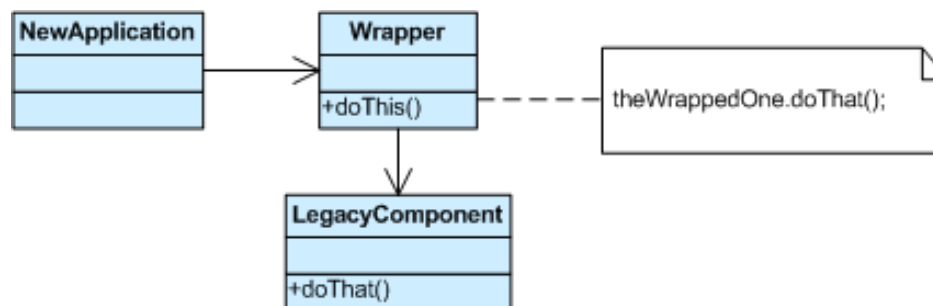 NewApplication
Wrapper
+doThis()
theWrappedOne.doThat();
LegacyComponent
+doThat()